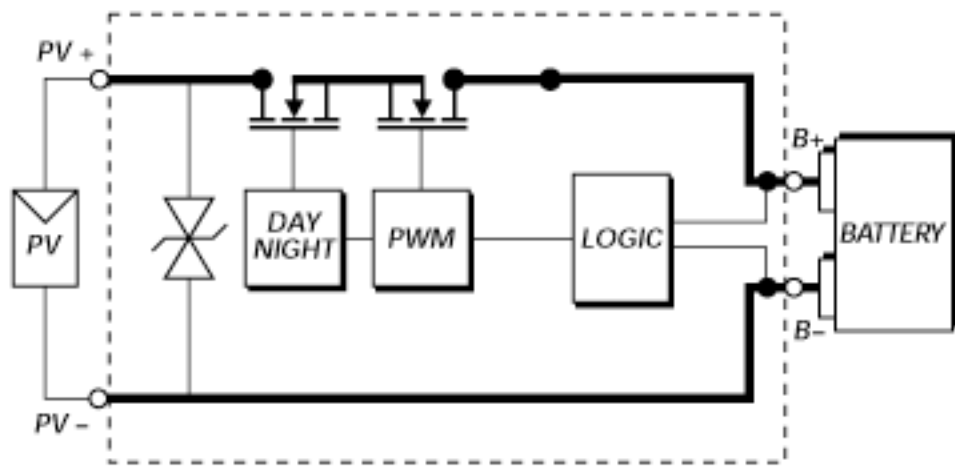 PV +
B+
PV
DAY
NIGHT
PWM
LOGIC
BATTERY
B–
PV –